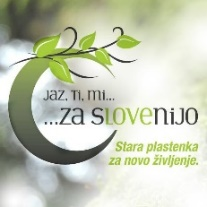 Jaz, ti, mi...
...za slovenijo
Stara plastenka
za novo življenje.